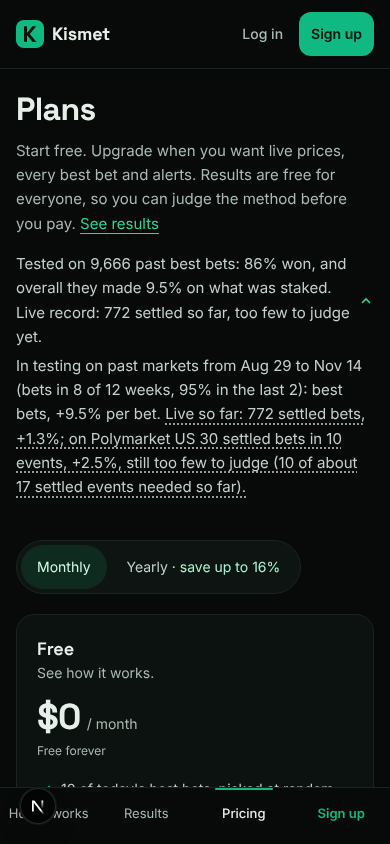 K Kismet Log in Sign up
Plans
Start free. Upgrade when you want live prices,
every best bet and alerts. Results are free for
everyone, so you can judge the method before
you pay. See results
Tested on 9,666 past best bets: 86% won, and
overall they made 9.5% on what was staked.
Live record: 772 settled so far, too few to judge
yet.
In testing on past markets from Aug 29 to Nov 14
(bets in 8 of 12 weeks, 95% in the last 2): best
bets, +9.5% per bet. Live so far: 772 settled bets,
+1.3%; on Polymarket US 30 settled bets in 10
events, +2.5%, still too few to judge (10 of about
17 settled events needed so far).
Monthly Yearly · save up to 16%
Free
See how it works.
$0 / month
Free forever
N works Results Pricing Sign up